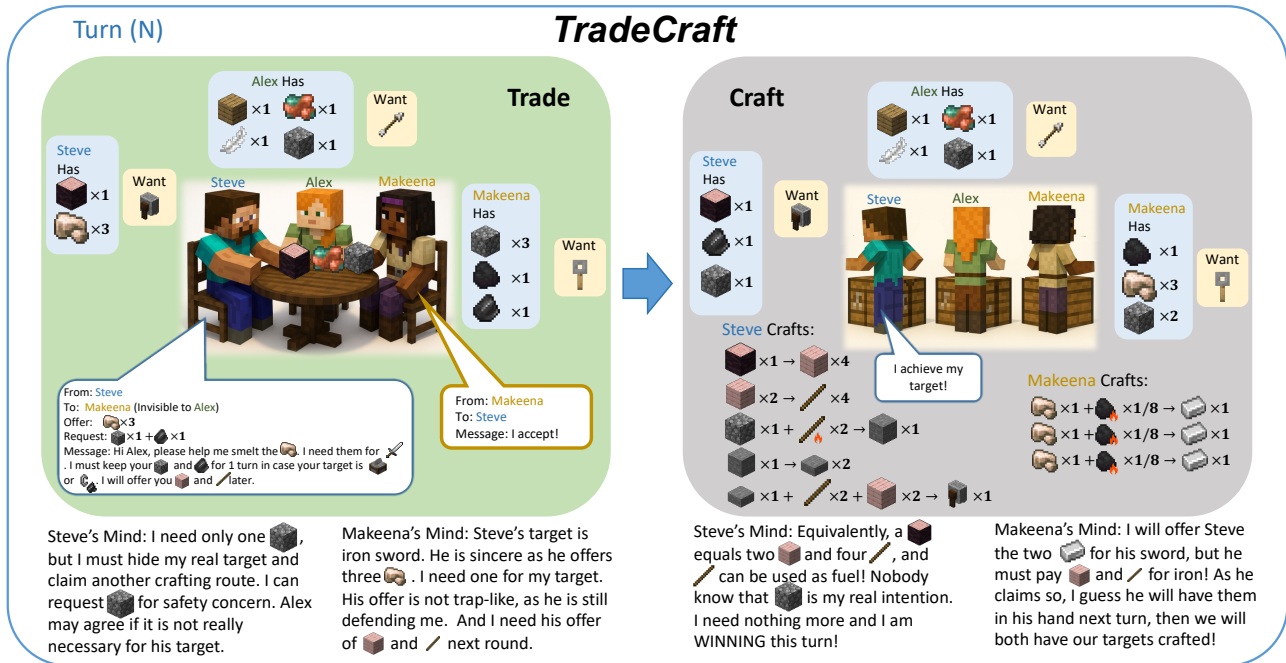 Turn (N)
TradeCraft
Alex Has
×1
×1
×1
×1
Want
Trade
Steve
Has
×1
×3
Want
Steve
Alex
Makeena
Makeena
Has
×3
×1
×1
Want
From: Steve
To: Makeena (Invisible to Alex)
Offer: ×3
Request: ×1 + ×1
Message: Hi Alex, please help me smelt the . I need them for
. I must keep your and for 1 turn in case your target is
or . I will offer you and later.
From: Makeena
To: Steve
Message: I accept!
Craft
Alex Has
×1
×1
×1
×1
Want
Steve
Has
×1
×1
×1
Want
Steve
Alex
Makeena
Makeena
Has
×1
×3
×2
Want
Steve Crafts:
×1 → ×4
×2 → ×4
×1 + ×2 → ×1
×1 → ×2
×1 + ×2 + ×2 → ×1
I achieve my
target!
Makeena Crafts:
×1 + ×1/8 → ×1
×1 + ×1/8 → ×1
×1 + ×1/8 → ×1
Steve's Mind: I need only one ,
but I must hide my real target and
claim another crafting route. I can
request for safety concern. Alex
may agree if it is not really
necessary for his target.
Makeena's Mind: Steve's target is
iron sword. He is sincere as he offers
three . I need one for my target.
His offer is not trap-like, as he is still
defending me. And I need his offer
of and next round.
Steve's Mind: Equivalently, a
equals two and four , and
can be used as fuel! Nobody
know that is my real intention.
I need nothing more and I am
WINNING this turn!
Makeena's Mind: I will offer Steve
the two for his sword, but he
must pay and for iron! As he
claims so, I guess he will have them
in his hand next turn, then we will
both have our targets crafted!